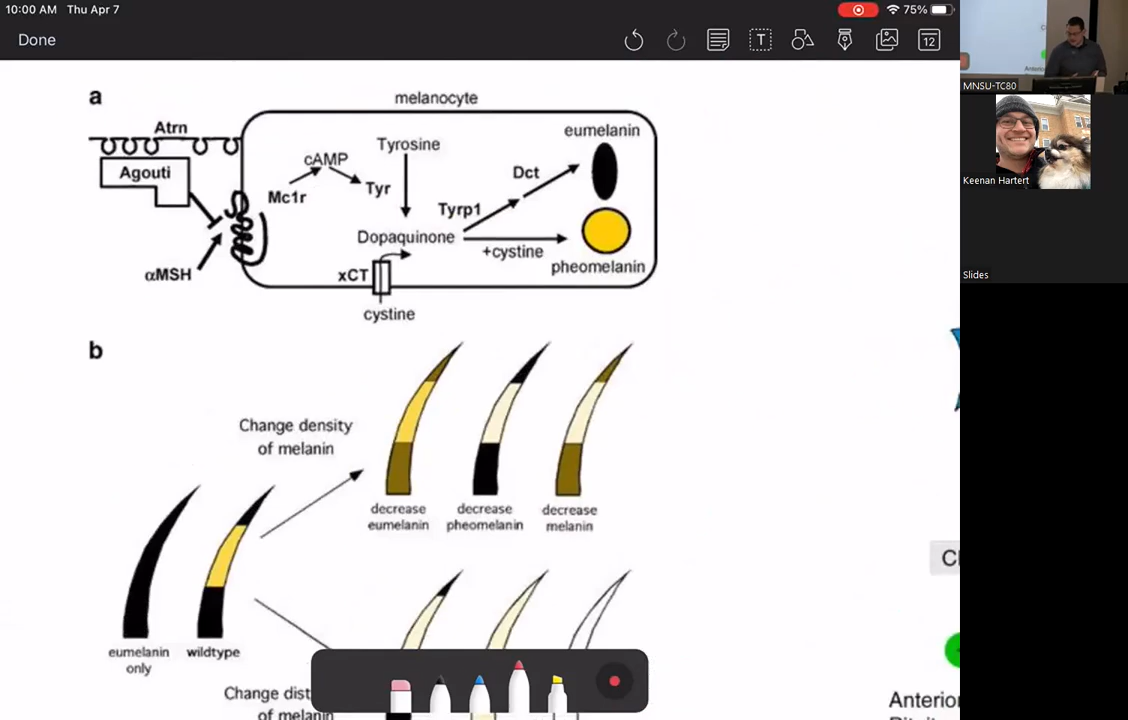 10:00 AM Thu Apr 7
75%
Done
T
12
a
melanocyte
Atrn
Agouti
αMSH
Mc1r
cAMP
Tyr
Tyrosine
Dopaquinone
Tyrp1
Dct
+cystine
eumelanin
pheomelanin
xCT
cystine
b
Change density
of melanin
decrease
eumelanin
decrease
pheomelanin
decrease
melanin
eumelanin
only
wildtype
Change dist
of melanin
Anterio
MNSU-TC80
Keenan Hartert
Slides